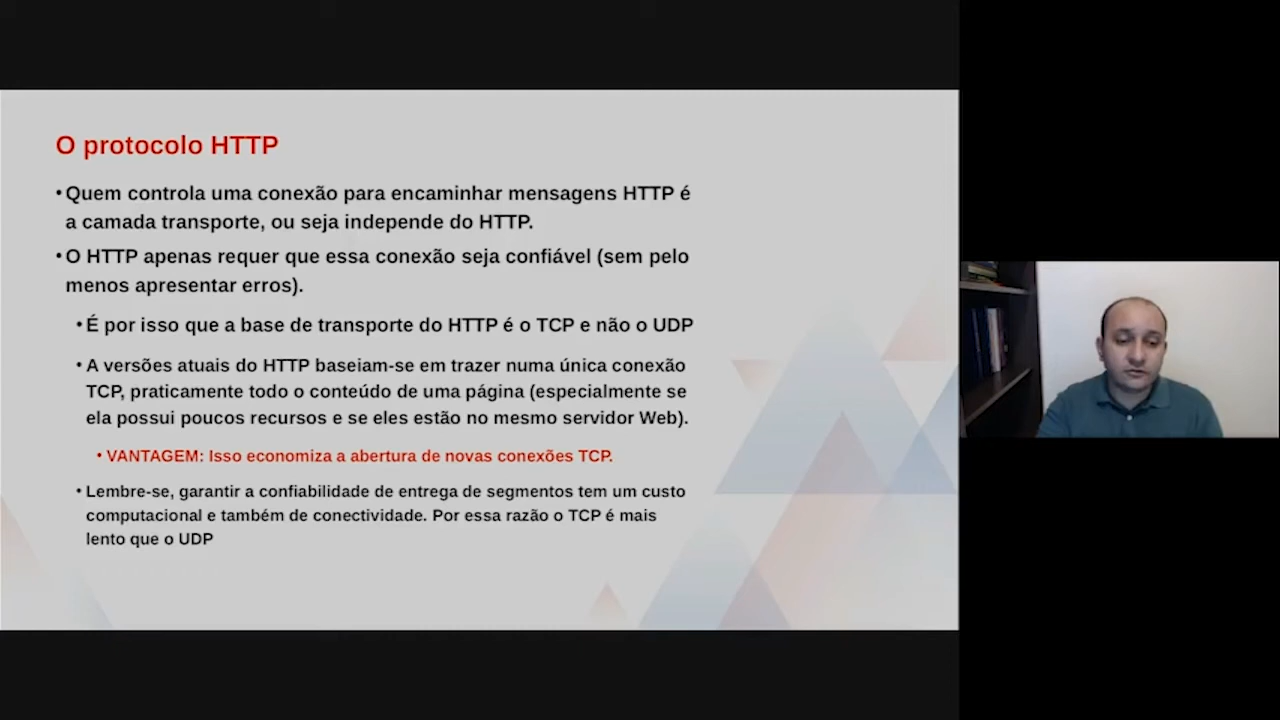 O protocolo HTTP
•Quem controla uma conexão para encaminhar mensagens HTTP é
a camada transporte, ou seja independe do HTTP.
•O HTTP apenas requer que essa conexão seja confiável (sem pelo
menos apresentar erros).
•É por isso que a base de transporte do HTTP é o TCP e não o UDP
•A versões atuais do HTTP baseiam-se em trazer numa única conexão
TCP, praticamente todo o conteúdo de uma página (especialmente se
ela possui poucos recursos e se eles estão no mesmo servidor Web).
•VANTAGEM: Isso economiza a abertura de novas conexões TCP.
•Lembre-se, garantir a confiabilidade de entrega de segmentos tem um custo
computacional e também de conectividade. Por essa razão o TCP é mais
lento que o UDP